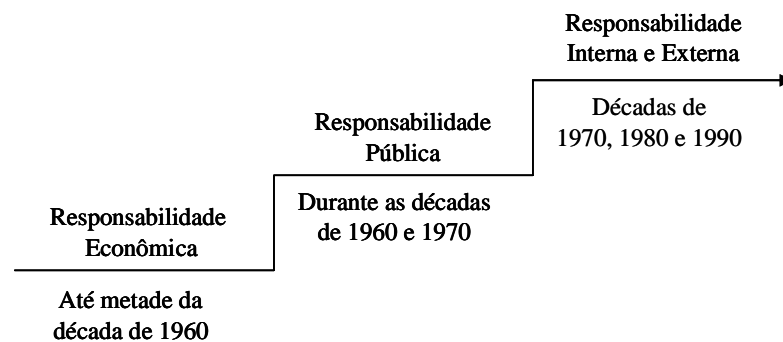 Responsabilidade
Interna e Externa
Décadas de
1970, 1980 e 1990
Responsabilidade
Pública
Durante as décadas
de 1960 e 1970
Responsabilidade
Econômica
Até metade da
década de 1960